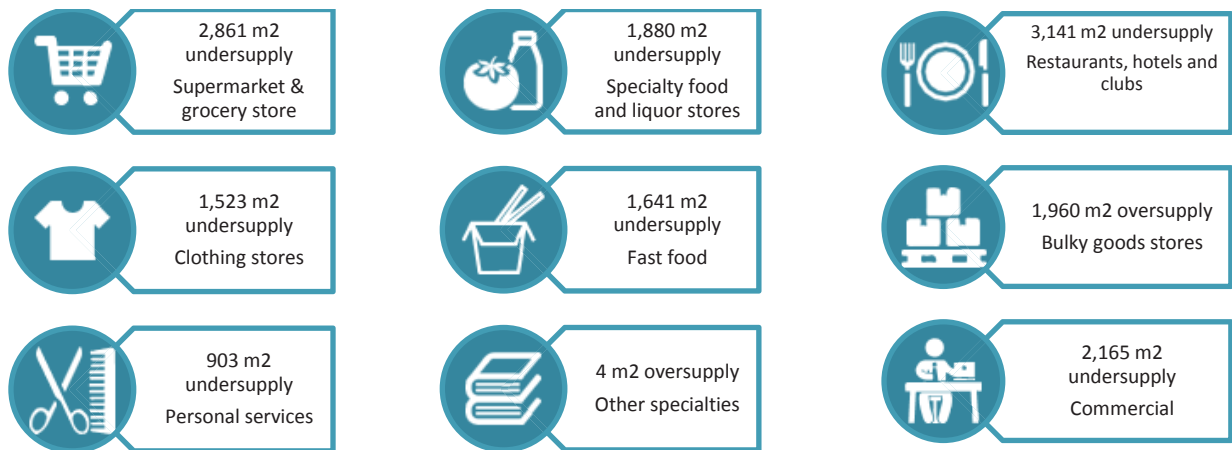 2,861 m2
undersupply
Supermarket &
grocery store
1,880 m2
undersupply
Specialty food
and liquor stores
3,141 m2 undersupply
Restaurants, hotels and
clubs
1,523 m2
undersupply
Clothing stores
1,641 m2
undersupply
Fast food
1,960 m2 oversupply
Bulky goods stores
903 m2
undersupply
Personal services
4 m2 oversupply
Other specialties
2,165 m2
undersupply
Commercial